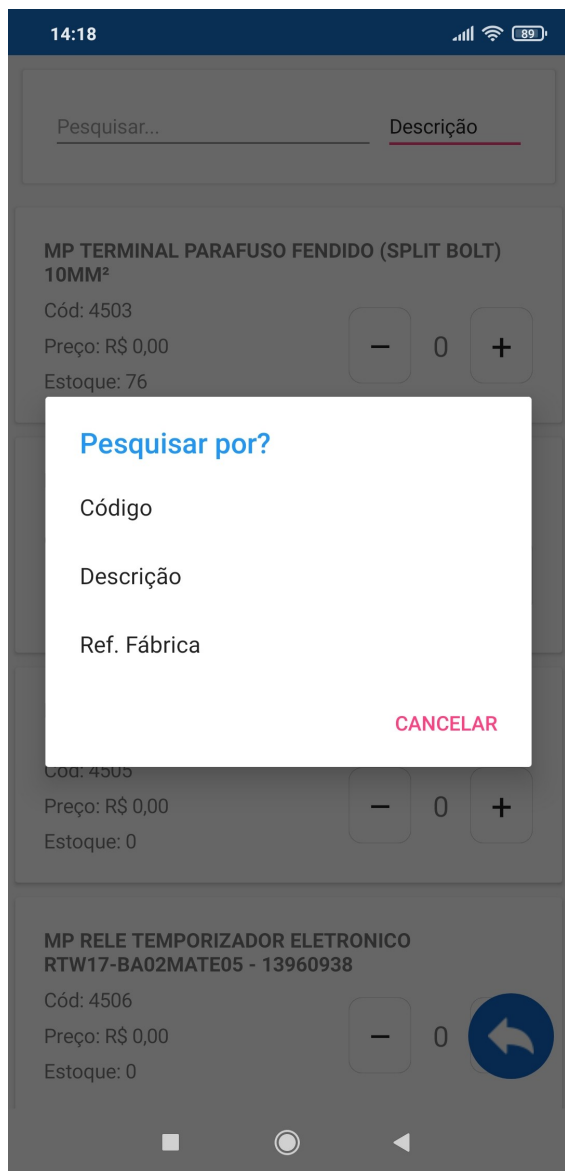 14:18
89
Pesquisar...
Descrição
MP TERMINAL PARAFUSO FENDIDO (SPLIT BOLT)
10MM²
Cód: 4503
Preço: R$ 0,00
0
Estoque: 76
Pesquisar por?
Código
Descrição
Ref. Fábrica
CANCELAR
Cód: 4505
Preço: R$ 0,00
0
Estoque: 0
MP RELE TEMPORIZADOR ELETRONICO
RTW17-BA02MATE05 - 13960938
Cód: 4506
Preço: R$ 0,00
0
Estoque: 0